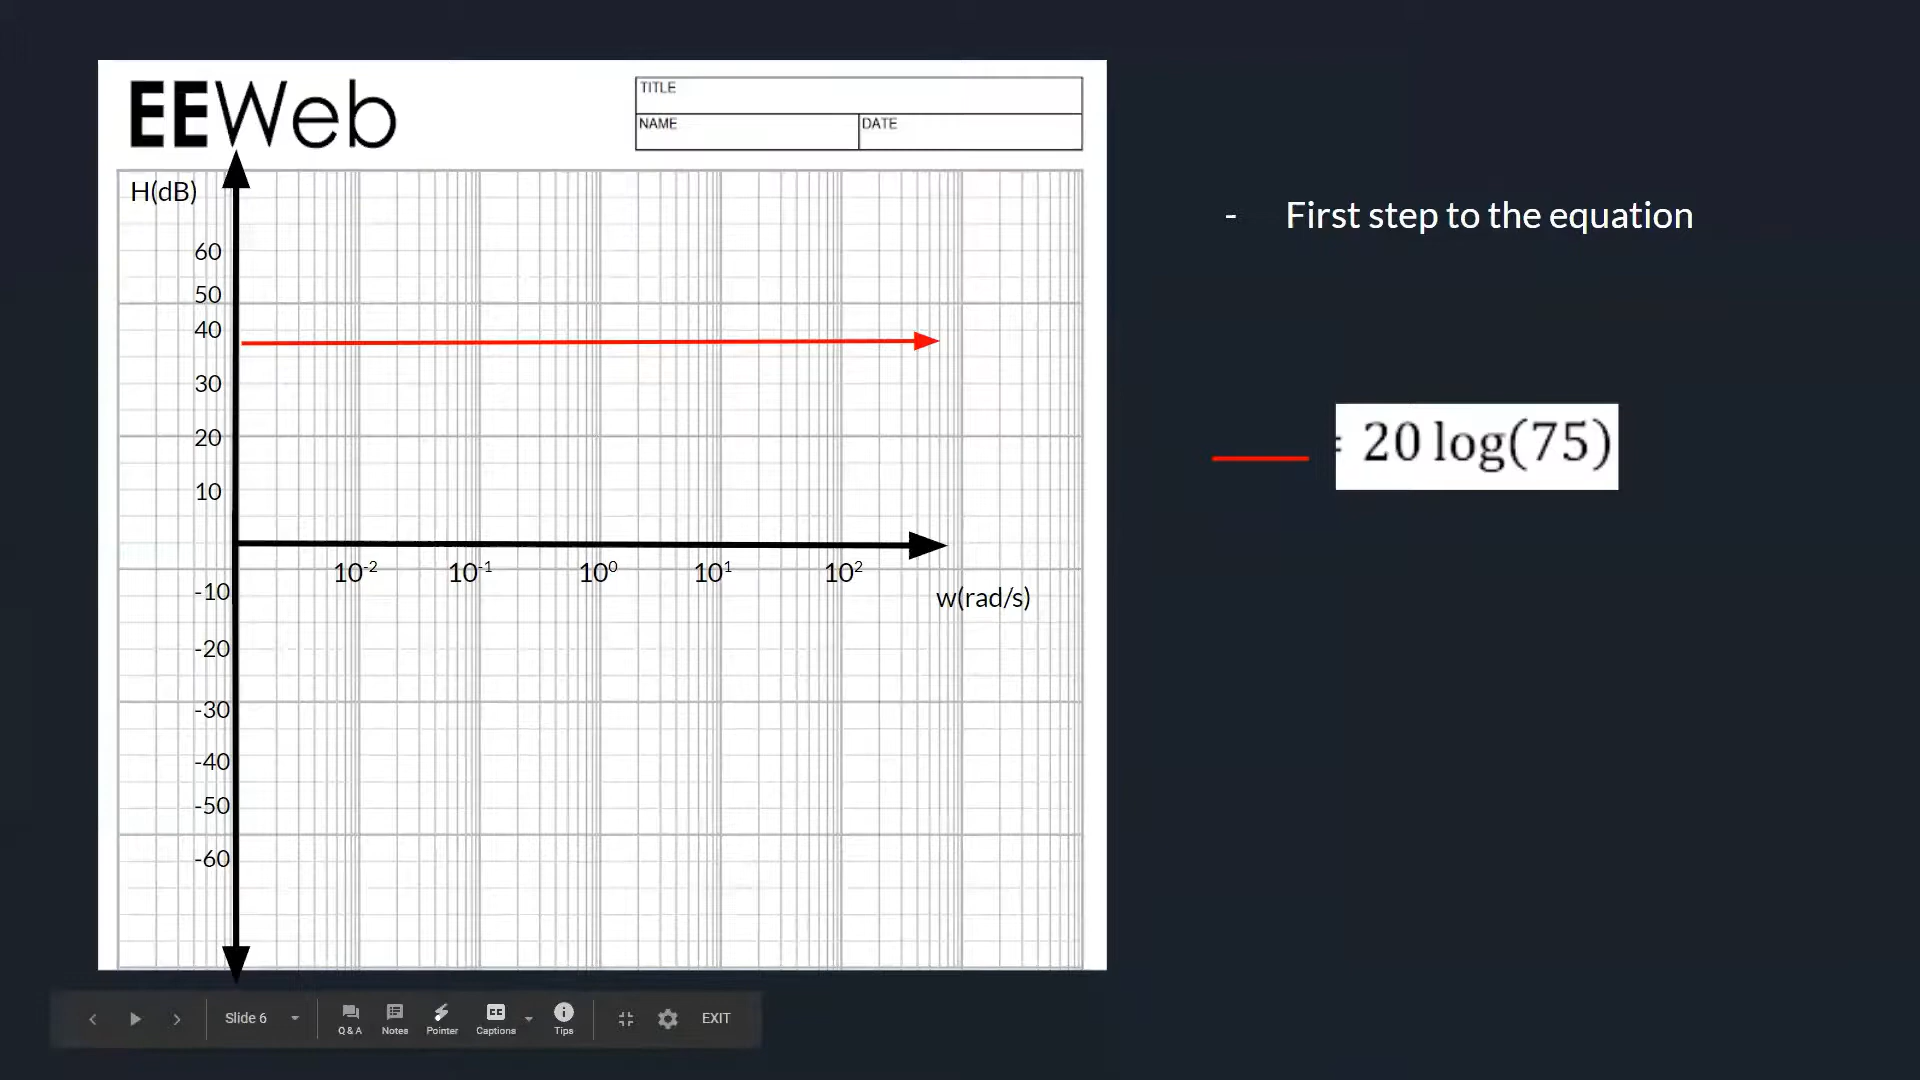 EEWeb
TITLE
NAME
DATE
H(dB)
60
50
40
30
20
10
-10
-20
-30
-40
-50
-60
10⁻² 10⁻¹ 10⁰ 10¹ 10²
w(rad/s)
- First step to the equation
= 20 log(75)
Slide 6
Q & A
Notes
Pointer
Captions
Tips
EXIT